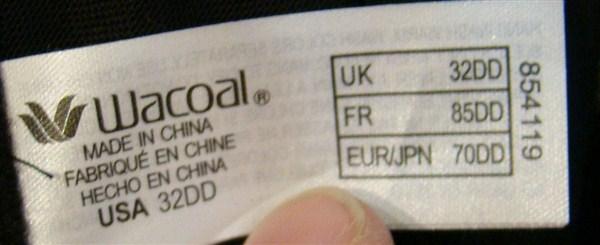 Wacoal®
MADE IN CHINA
FABRIQUÉ EN CHINE
HECHO EN CHINA
USA 32DD
UK 32DD
FR 85DD
EUR/JPN 70DD
854119